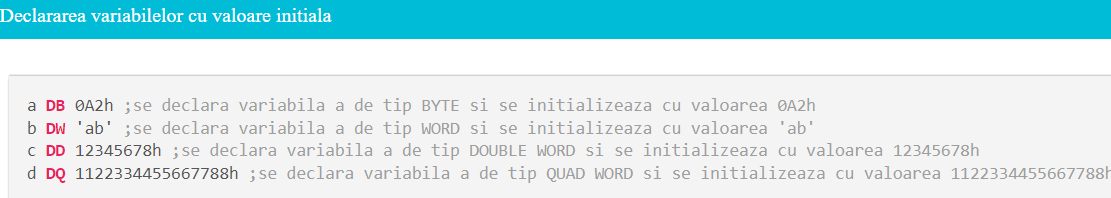 Declararea variabilelor cu valoare initiala
a DB 0A2h ;se declara variabila a de tip BYTE si se initializeaza cu valoarea 0A2h
b DW 'ab' ;se declara variabila a de tip WORD si se initializeaza cu valoarea 'ab'
c DD 12345678h ;se declara variabila a de tip DOUBLE WORD si se initializeaza cu valoarea 12345678h
d DQ 1122334455667788h ;se declara variabila a de tip QUAD WORD si se initializeaza cu valoarea 1122334455667788h